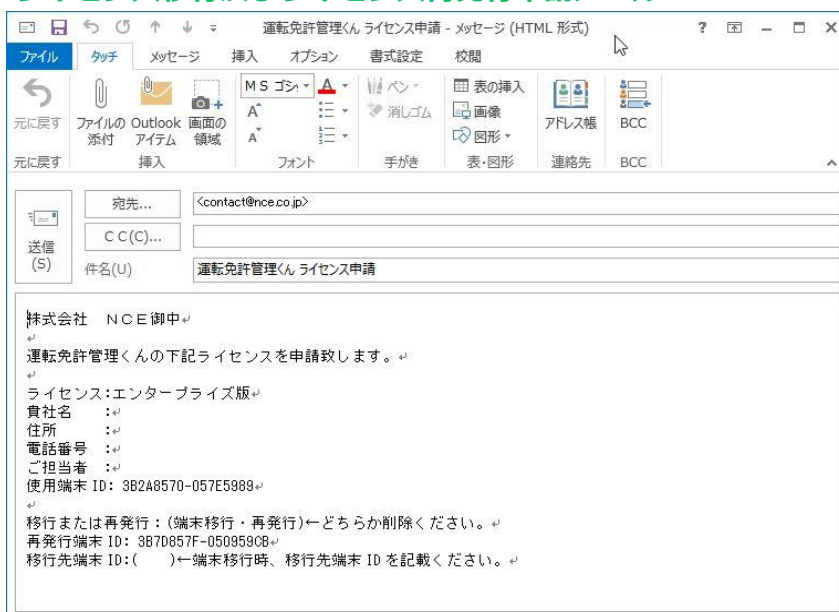 運転免許管理くん ライセンス申請 - メッセージ (HTML 形式)
ファイル タッチ メッセージ 挿入 オプション 書式設定 校閲
元に戻す ファイルの添付 Outlook アイテム 画面の領域
MS ゴシ A ペン 表の挿入
A 消しゴム 画像 アドレス帳 BCC
A 図形
元に戻す 挿入 フォント 手がき 表・図形 連絡先 BCC
送信(S)
宛先... <contact@nce.co.jp>
CC(C)...
件名(U) 運転免許管理くん ライセンス申請
株式会社 NCE御中
運転免許管理くんの下記ライセンスを申請致します。
ライセンス:エンタープライズ版
貴社名 :
住所 :
電話番号 :
ご担当者 :
使用端末 ID: 3B2A8570-057E5989
移行または再発行:(端末移行・再発行)←どちらか削除ください。
再発行端末 ID: 3B7D857F-050959CB
移行先端末 ID:( )←端末移行時、移行先端末 ID を記載ください。